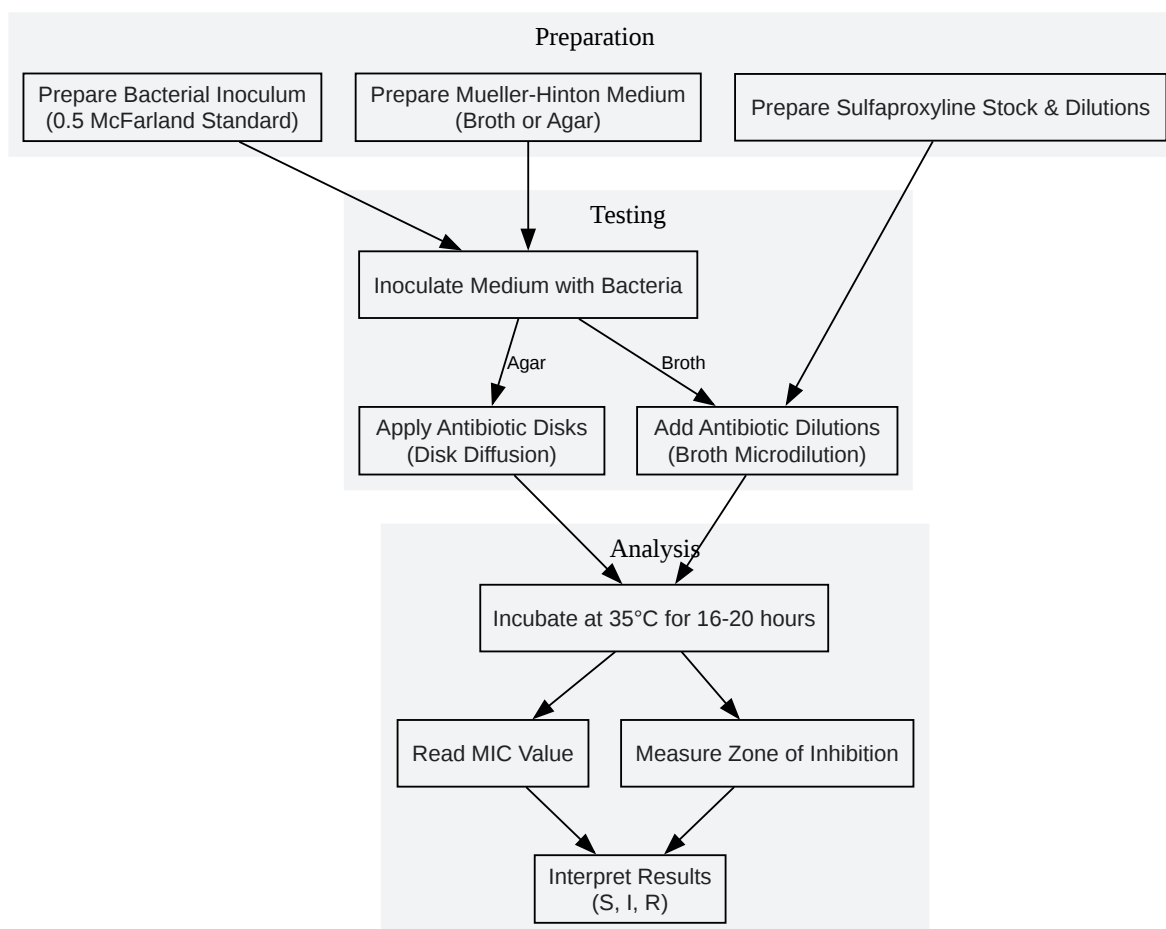 Preparation
Prepare Bacterial Inoculum
(0.5 McFarland Standard)
Prepare Mueller-Hinton Medium
(Broth or Agar)
Prepare Sulfaproxyline Stock & Dilutions
Testing
Inoculate Medium with Bacteria
Agar
Broth
Apply Antibiotic Disks
(Disk Diffusion)
Add Antibiotic Dilutions
(Broth Microdilution)
Analysis
Incubate at 35°C for 16-20 hours
Read MIC Value
Measure Zone of Inhibition
Interpret Results
(S, I, R)